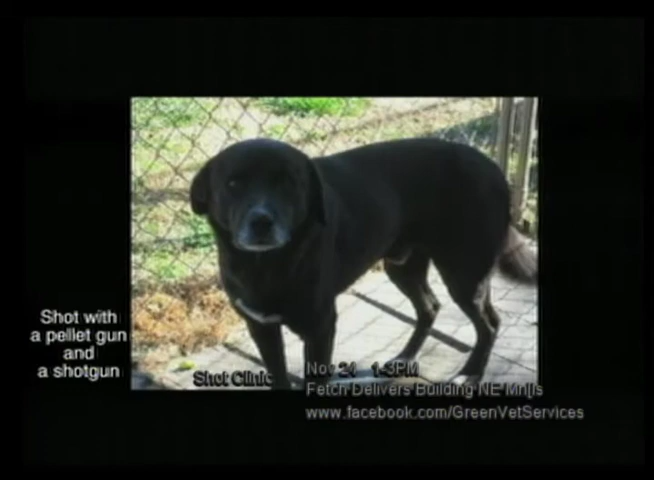 Shot with
a pellet gun
and
a shotgun
Shot Clinic
Nov 24 1-3PM
Fetch Delivers Building NE Mnpls
www.facebook.com/GreenVetServices